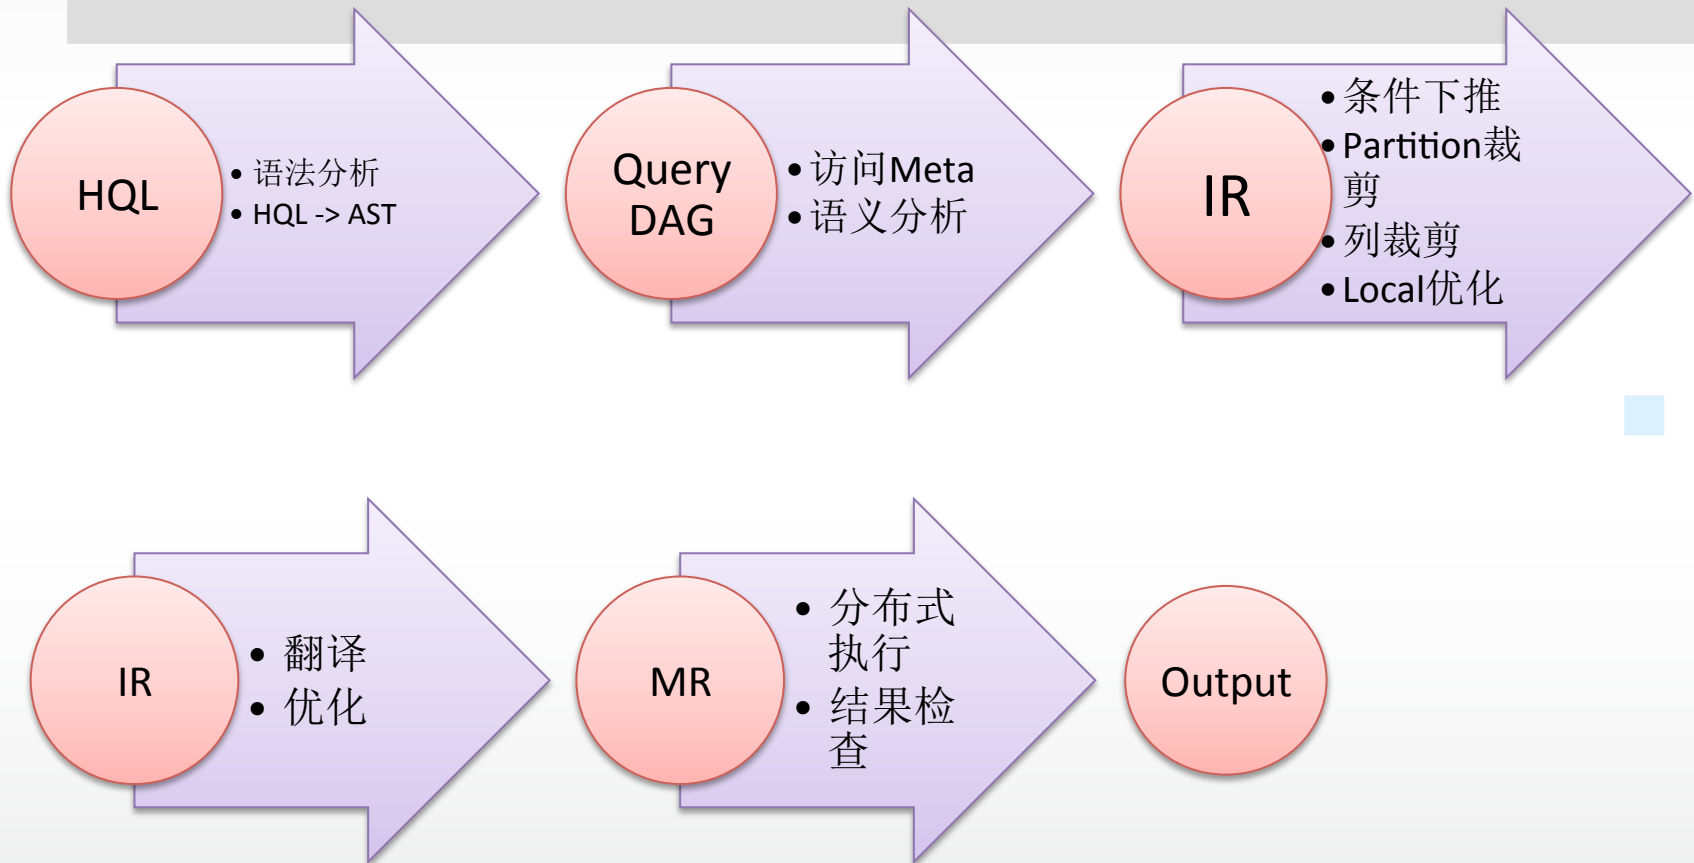 HQL
• 语法分析
• HQL -> AST
Query
DAG
• 访问Meta
• 语义分析
IR
• 条件下推
• Partition裁
剪
• 列裁剪
• Local优化
IR
• 翻译
• 优化
MR
• 分布式
执行
• 结果检
查
Output